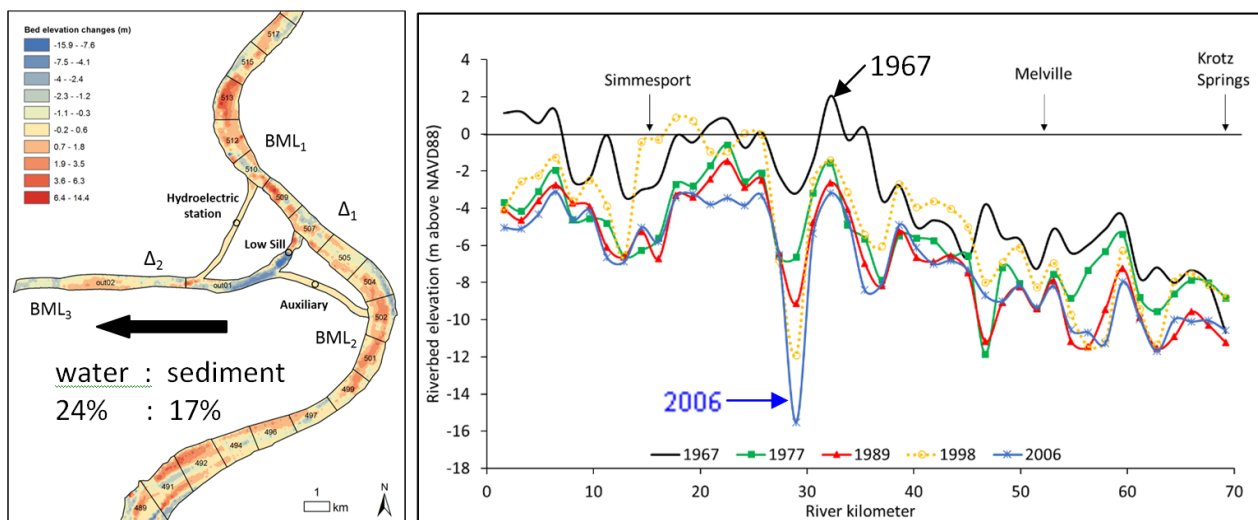 Bed elevation changes (m)
-15.9 - -7.6
-7.5 - -4.1
-4 - -2.4
-2.3 - -1.2
-1.1 - -0.3
-0.2 - 0.6
0.7 - 1.8
1.9 - 3.5
3.6 - 6.3
6.4 - 14.4
517
515
513
512
BML1
510
509
Hydroelectric
station
507
Δ1
Low Sill
505
Δ2
504
out02
out01
Auxiliary
502
BML3
BML2
501
water : sediment
24% : 17%
499
497
496
494
492
491
489
1
km
N
Riverbed elevation (m above NAVD88)
4
2
0
-2
-4
-6
-8
-10
-12
-14
-16
-18
Simmesport
1967
Melville
Krotz
Springs
2006
1967 1977 1989 1998 2006
0 10 20 30 40 50 60 70
River kilometer